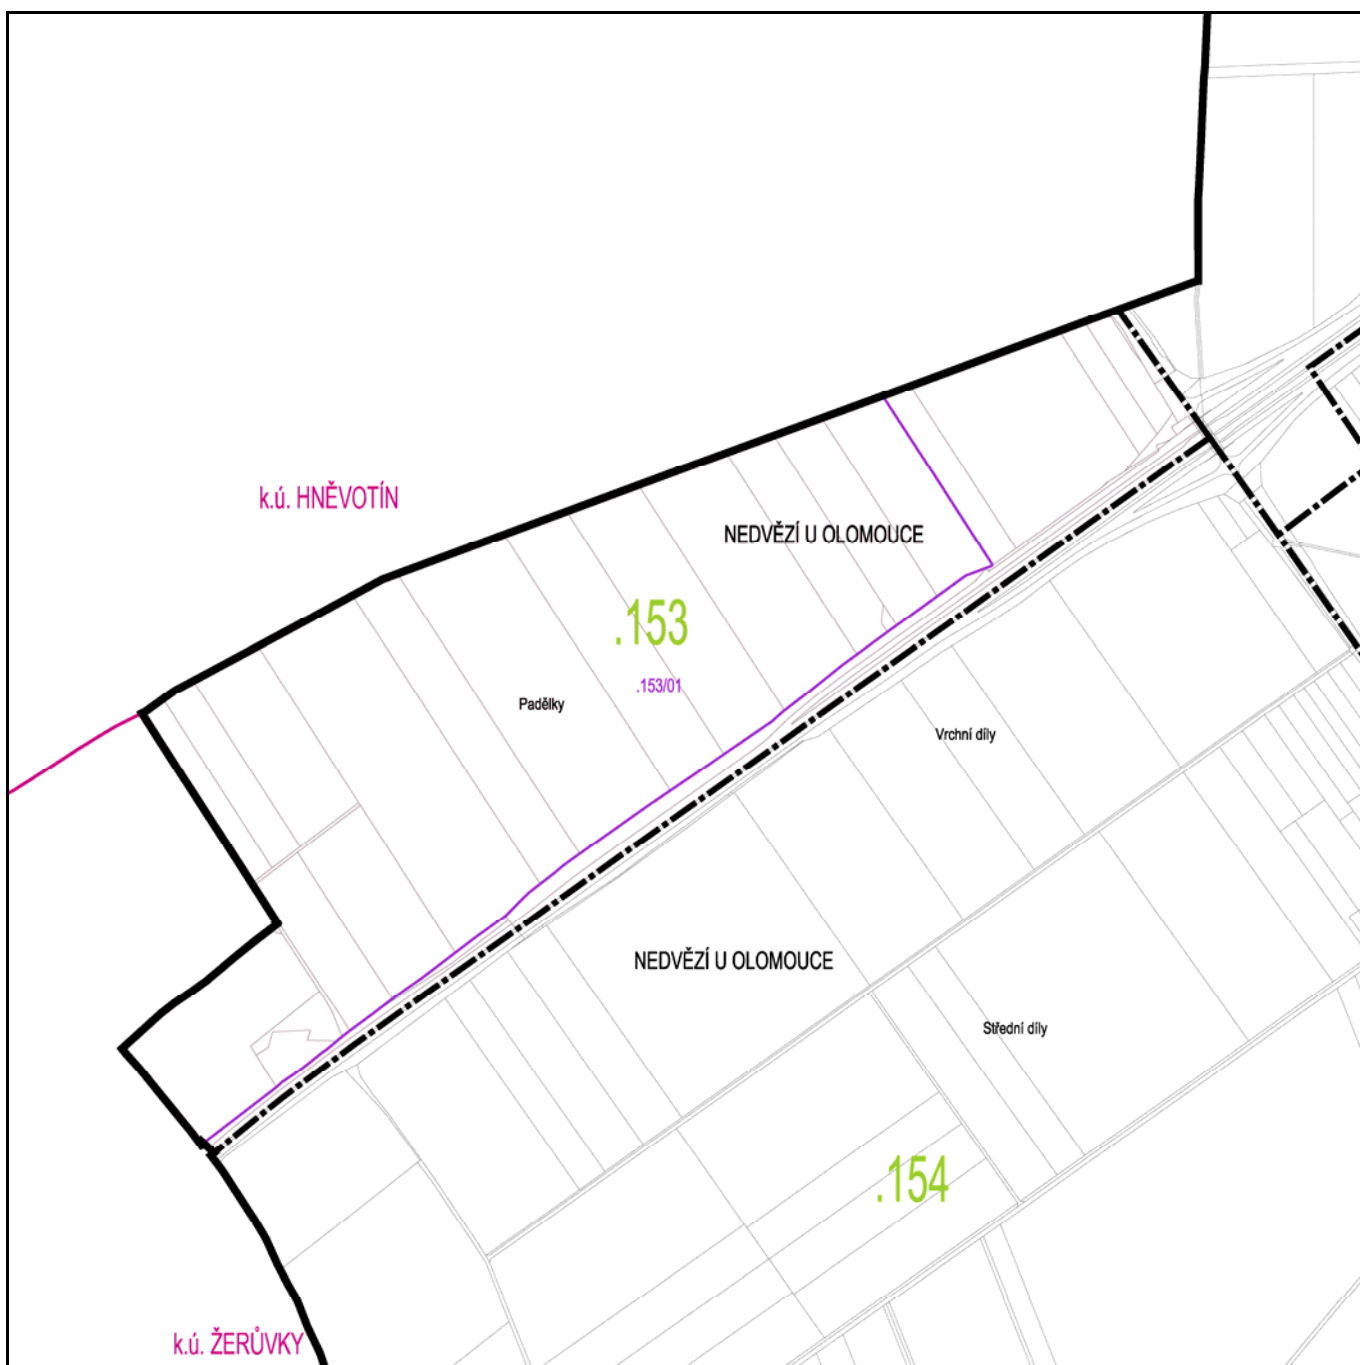 k.ú. HNĚVOTÍN
NEDVĚZÍ U OLOMOUCE
.153
.153/01
Padělky
Vrchní díly
NEDVĚZÍ U OLOMOUCE
Střední díly
.154
k.ú. ŽERŮVKY